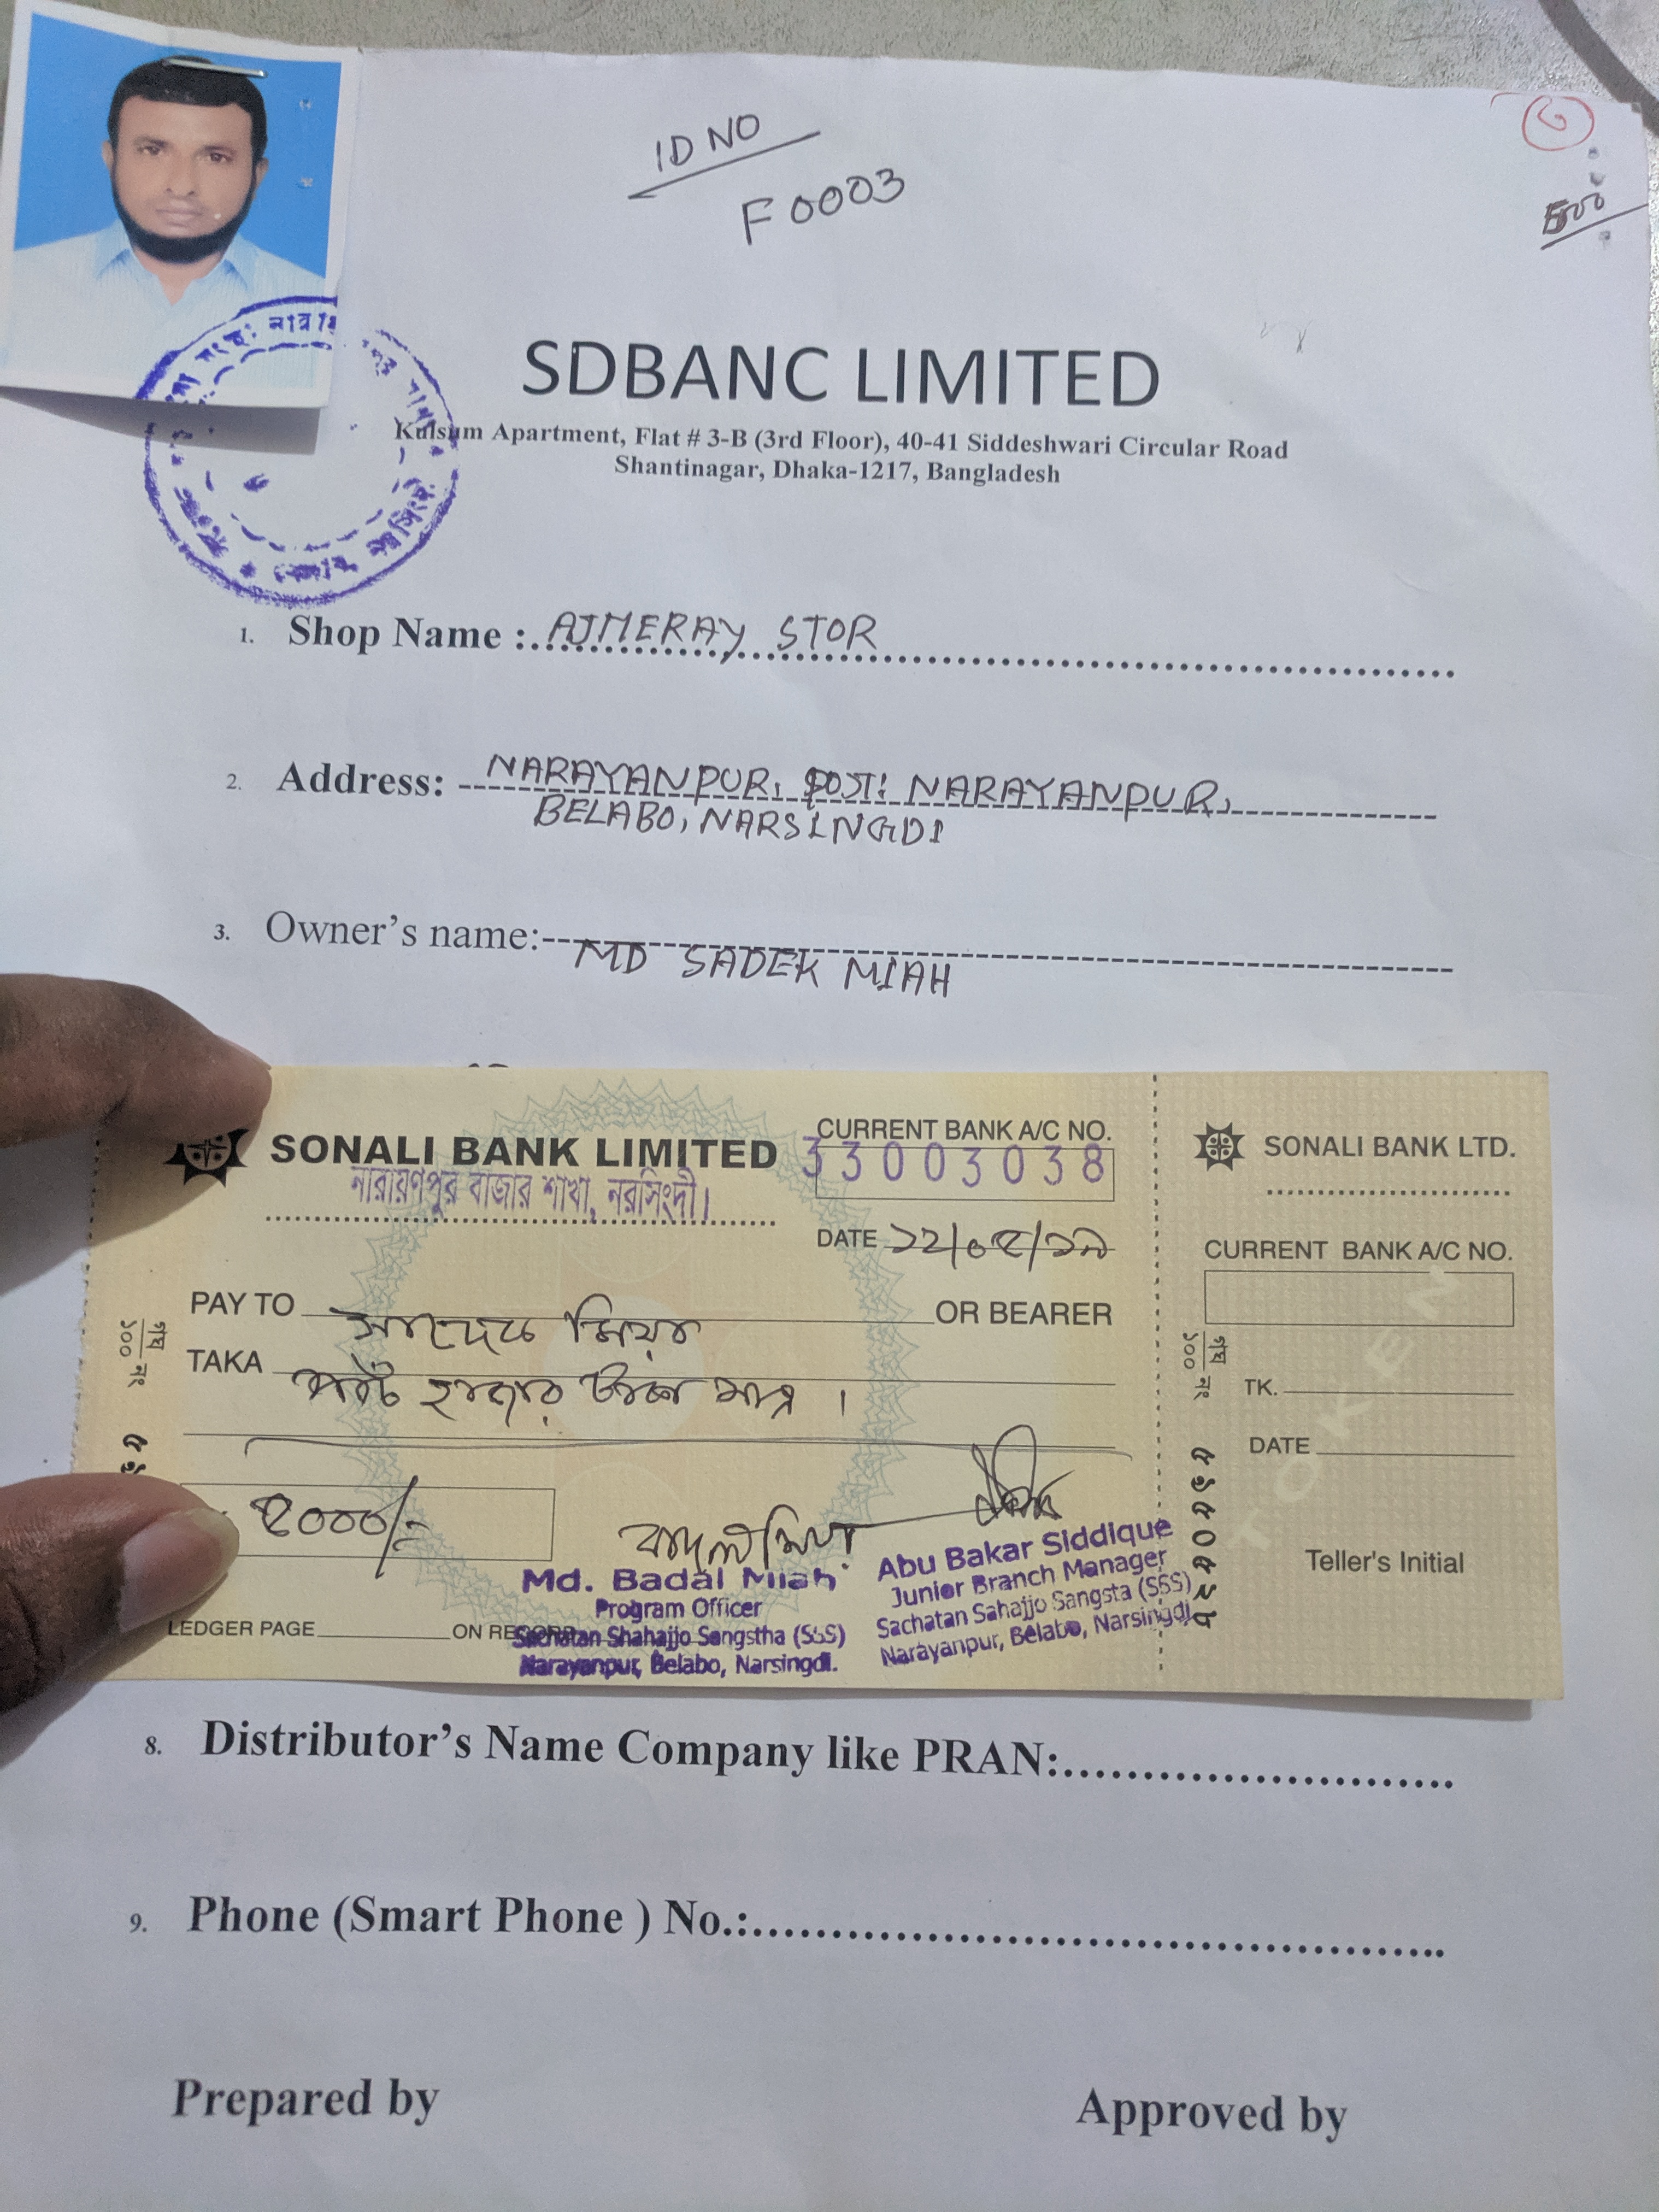 ID NO
F0003
5000
SDBANC LIMITED
Kulsum Apartment, Flat # 3-B (3rd Floor), 40-41 Siddeshwari Circular Road
Shantinagar, Dhaka-1217, Bangladesh
1. Shop Name : AJMERAY STOR
2. Address: NARAYANPUR, POST: NARAYANPUR,
BELABO, NARSINGDI
3. Owner's name: MD SADEK MIAH
SONALI BANK LIMITED
নারায়ণপুর বাজার শাখা, নরসিংদী।
CURRENT BANK A/C NO.
33003038
DATE ১২/০৫/১৯
PAY TO সাদেক মিয়া OR BEARER
TAKA পাঁচ হাজার টাকা মাত্র ।
৫০০০/=
বাদল মিয়া
Md. Badal Miah
Program Officer
Sachatan Shahajjo Sangstha (SSS)
Narayanpur, Belabo, Narsingdi.
Abu Bakar Siddique
Junior Branch Manager
Sachatan Sahajjo Sangsta (SSS)
Narayanpur, Belabo, Narsingdi
LEDGER PAGE ON RECORD
SONALI BANK LTD.
CURRENT BANK A/C NO.
TK.
DATE
TOKEN
Teller's Initial
8. Distributor's Name Company like PRAN:
9. Phone (Smart Phone ) No.:
Prepared by
Approved by